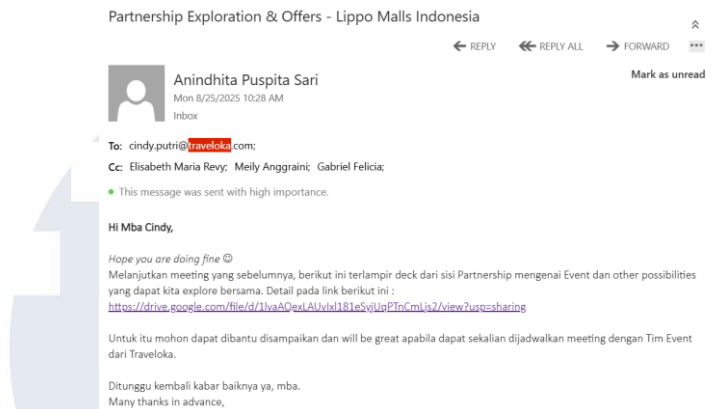 Partnership Exploration & Offers - Lippo Malls Indonesia
REPLY REPLY ALL FORWARD
Anindhita Puspita Sari
Mark as unread
Mon 8/25/2025 10:28 AM
Inbox
To: cindy.putri@traveloka.com;
Cc: Elisabeth Maria Revy; Meily Anggraini; Gabriel Felicia;
This message was sent with high importance.
Hi Mba Cindy,
Hope you are doing fine ☺
Melanjutkan meeting yang sebelumnya, berikut ini terlampir deck dari sisi Partnership mengenai Event dan other possibilities
yang dapat kita explore bersama. Detail pada link berikut ini :
https://drive.google.com/file/d/1lvaAQexLAUvIxl181eSyjUqPTnCmLjs2/view?usp=sharing
Untuk itu mohon dapat dibantu disampaikan dan will be great apabila dapat sekalian dijadwalkan meeting dengan Tim Event
dari Traveloka.
Ditunggu kembali kabar baiknya ya, mba.
Many thanks in advance,